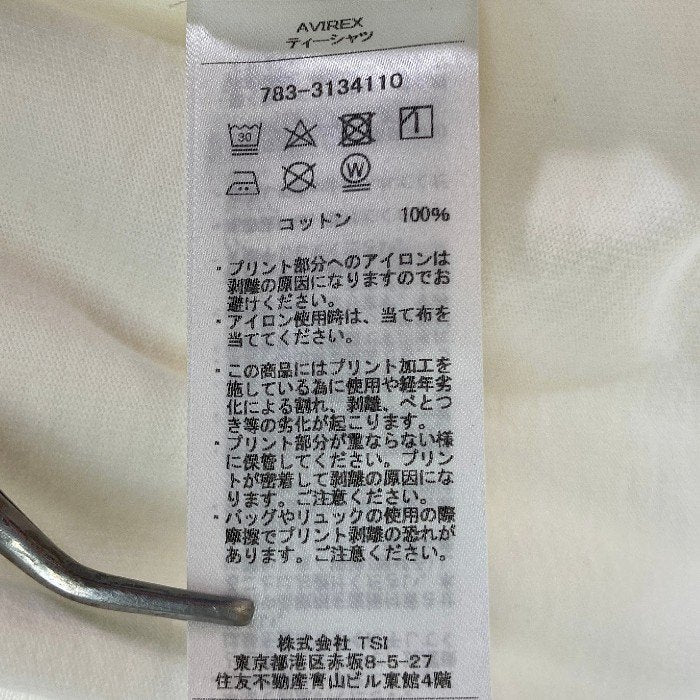 AVIREX
ティーシャツ
783-3134110
30
W
コットン 100%
・プリント部分へのアイロンは
剥離の原因になりますのでお
避けください。
・アイロン使用時は、当て布を
当ててください。
・この商品にはプリント加工を
施している為に使用や経年劣
化による割れ、剥離、べとつ
き等の劣化が起こります。
・プリント部分が重ならない様
に保管してください。プリン
トが密着して剥離の原因にな
ります。ご注意ください。
・バッグやリュックの使用の際
摩擦でプリント剥離の恐れが
あります。ご注意ください。
株式会社 TSI
東京都港区赤坂8-5-27
住友不動産青山ビル東館4階